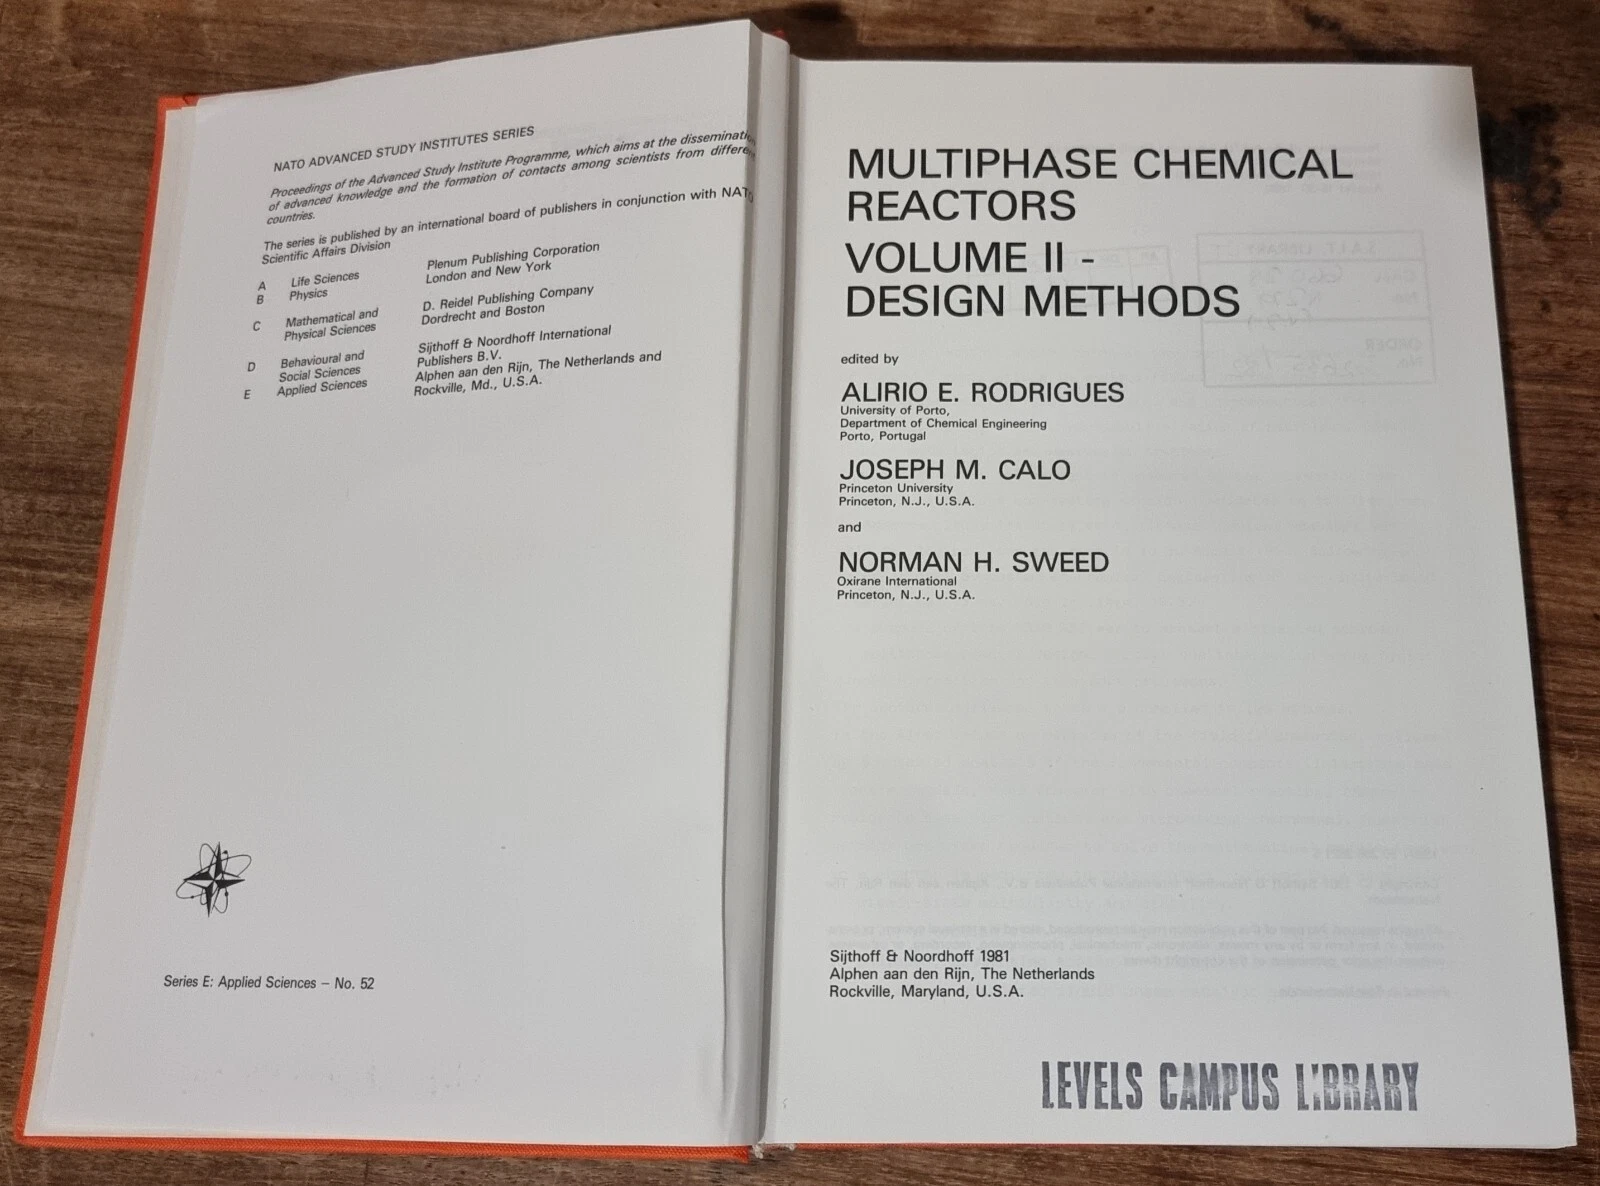 NATO ADVANCED STUDY INSTITUTES SERIES
Proceedings of the Advanced Study Institute Programme, which aims at the
of advanced knowledge and the formation of contacts among scientists from
countries.
The series is published by an international board of publishers in conjunction with
Scientific Affairs Division
A Life Sciences Plenum Publishing Corporation
B Physics London and New York
C Mathematical and D. Reidel Publishing Company
Physical Sciences Dordrecht and Boston
D Behavioural and Sijthoff & Noordhoff International
Social Sciences Publishers B.V.
E Applied Sciences Alphen aan den Rijn, The Netherlands and
Rockville, Md., U.S.A.
Series E: Applied Sciences – No. 52
MULTIPHASE CHEMICAL
REACTORS
VOLUME II -
DESIGN METHODS
edited by
ALIRIO E. RODRIGUES
University of Porto,
Department of Chemical Engineering
Porto, Portugal
JOSEPH M. CALO
Princeton University
Princeton, N.J., U.S.A.
and
NORMAN H. SWEED
Oxirane International
Princeton, N.J., U.S.A.
Sijthoff & Noordhoff 1981
Alphen aan den Rijn, The Netherlands
Rockville, Maryland, U.S.A.
LEVELS CAMPUS LIBRARY